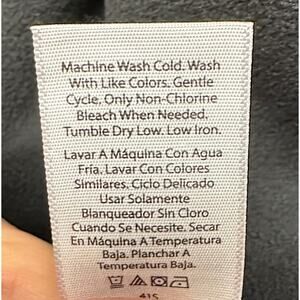 Machine Wash Cold. Wash
With Like Colors. Gentle
Cycle. Only Non-Chlorine
Bleach When Needed.
Tumble Dry Low. Low Iron.
Lavar A Máquina Con Agua
Fría. Lavar Con Colores
Similares. Ciclo Delicado
Usar Solamente
Blanqueador Sin Cloro
Cuando Se Necesite. Secar
En Máquina A Temperatura
Baja. Planchar A
Temperatura Baja.